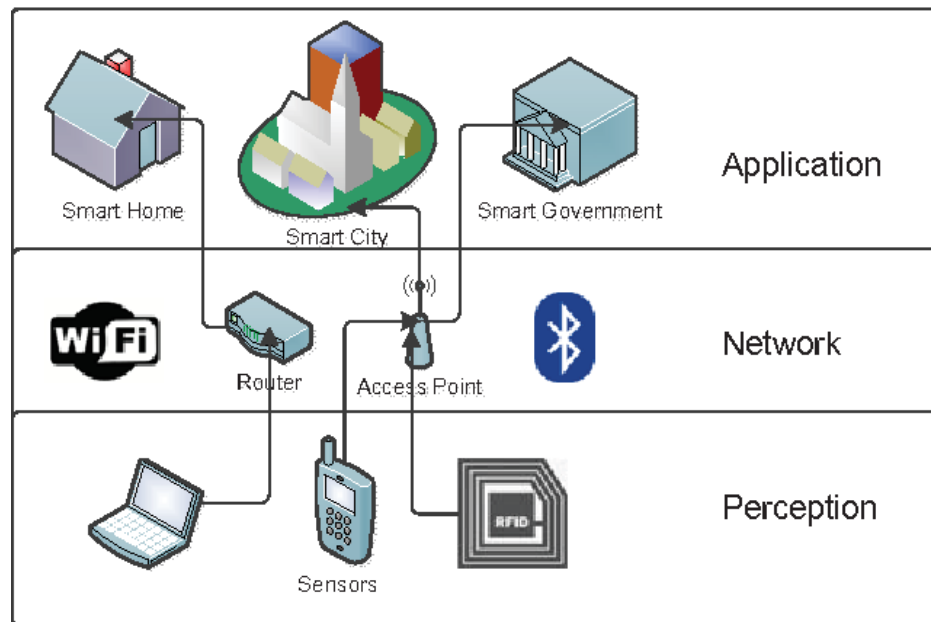 Application
Smart Home
Smart City
Smart Government
WiFi
Router
Access Point
Network
RFID
Sensors
Perception